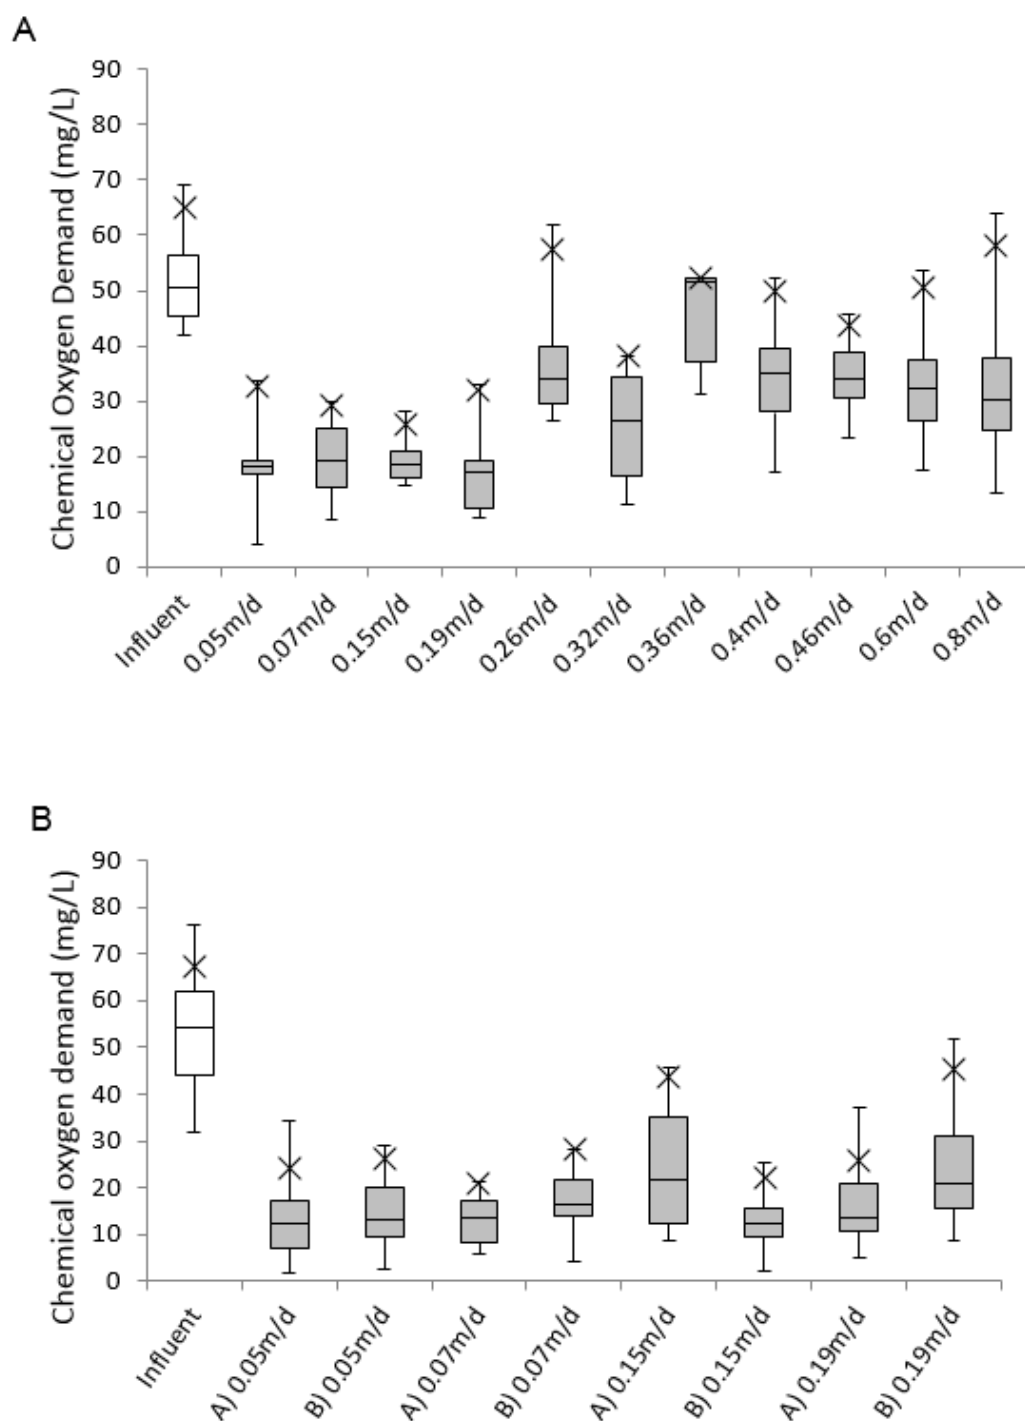 A
Chemical Oxygen Demand (mg/L)
90
80
70
60
50
40
30
20
10
0
Influent
0.05m/d
0.07m/d
0.15m/d
0.19m/d
0.26m/d
0.32m/d
0.36m/d
0.4m/d
0.46m/d
0.6m/d
0.8m/d
B
Chemical oxygen demand (mg/L)
90
80
70
60
50
40
30
20
10
0
Influent
A) 0.05m/d
B) 0.05m/d
A) 0.07m/d
B) 0.07m/d
A) 0.15m/d
B) 0.15m/d
A) 0.19m/d
B) 0.19m/d